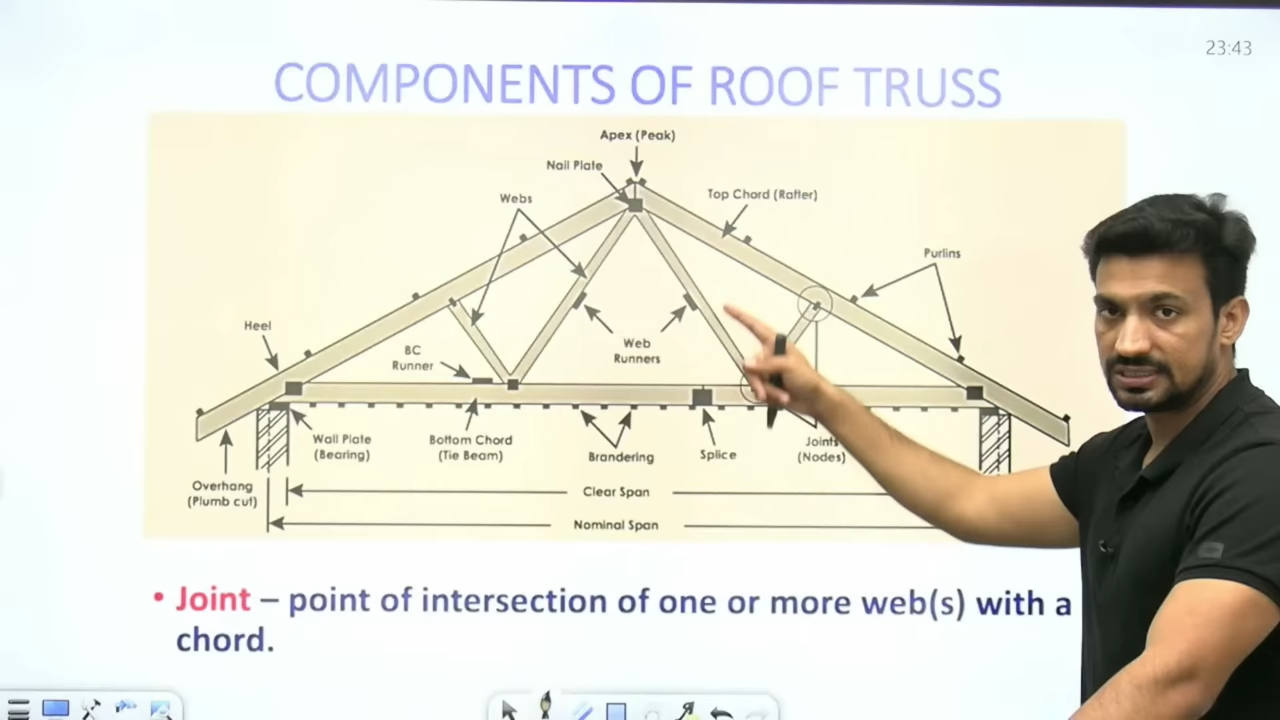 23:43
COMPONENTS OF ROOF TRUSS
Apex (Peak)
Nail Plate
Webs
Top Chord (Rafter)
Purlins
Heel
BC
Runner
Web
Runners
Wall Plate
(Bearing)
Bottom Chord
(Tie Beam)
Brandering
Splice
Joints
(Nodes)
Overhang
(Plumb cut)
Clear Span
Nominal Span
• Joint – point of intersection of one or more web(s) with a
chord.